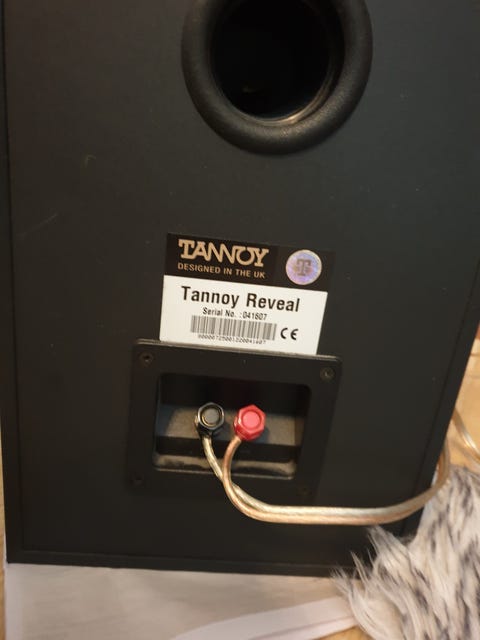 TANNOY
DESIGNED IN THE UK
Tannoy Reveal
Serial No. :041607
CE